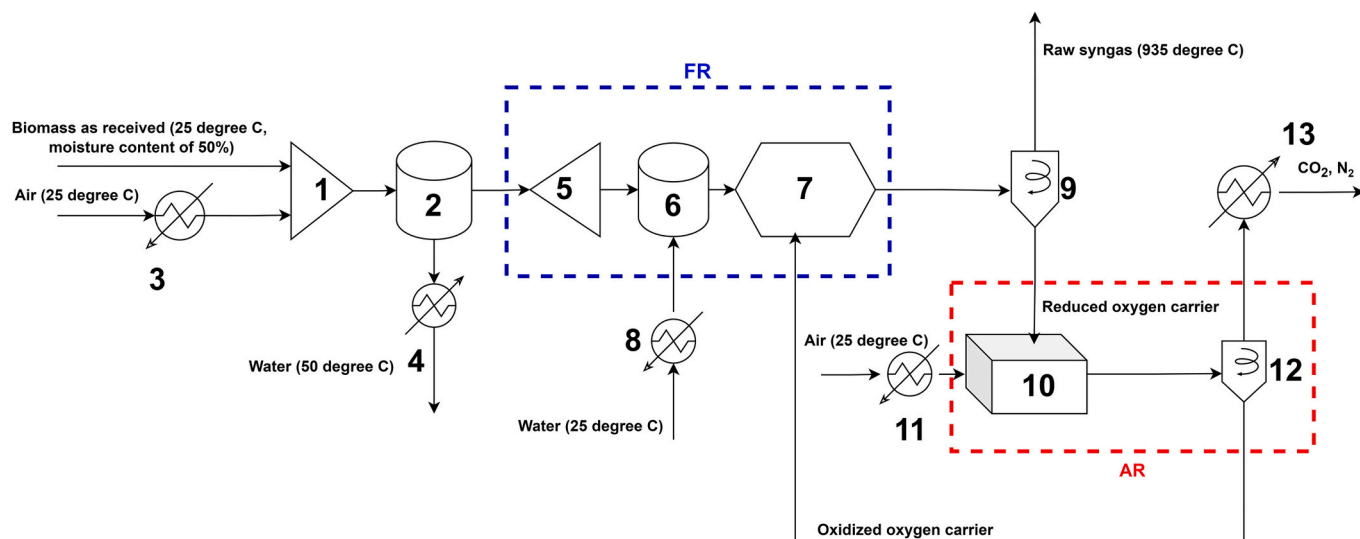 Raw syngas (935 degree C)
FR
Biomass as received (25 degree C,
moisture content of 50%)
Air (25 degree C)
13
CO₂, N₂
1
2
5
6
7
9
3
Reduced oxygen carrier
8
Air (25 degree C)
Water (50 degree C)
4
10
12
Water (25 degree C)
11
AR
Oxidized oxygen carrier